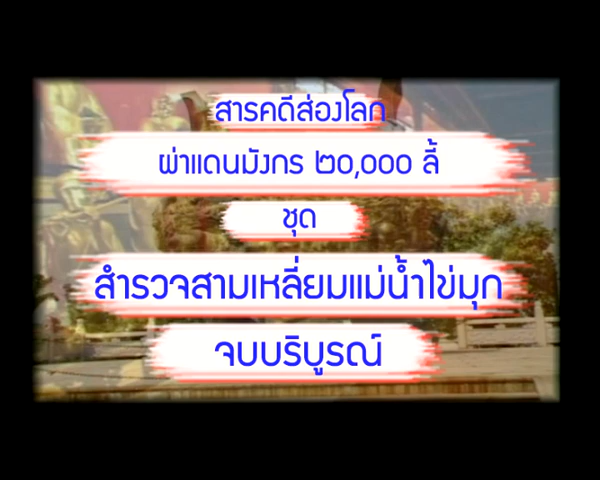 สารคดีส่องโลก
ผ่าแดนมังกร ๒๐,๐๐๐ ลี้
ชุด
สำรวจสามเหลี่ยมแม่น้ำไข่มุก
จบบริบูรณ์